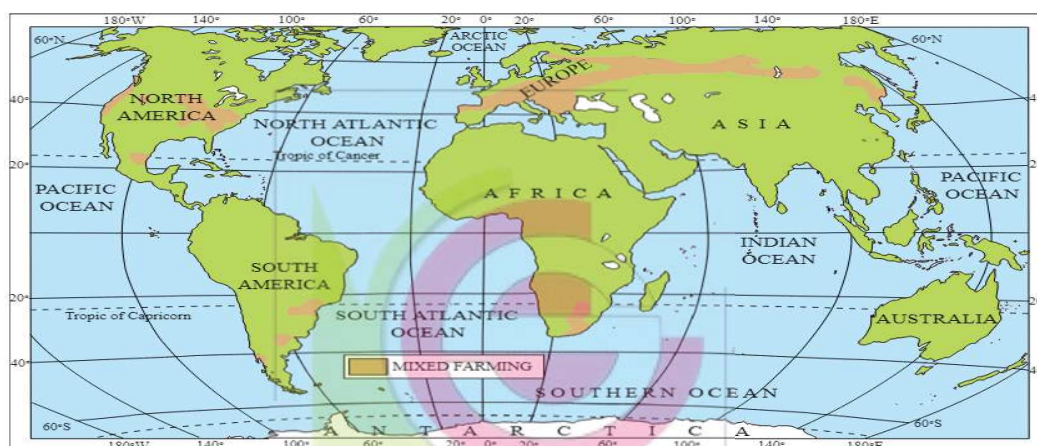 180°W 140° 100° 60° 20° 0° 20° 60° 100° 140° 180°E
60°N
ARCTIC
OCEAN
60°N
EUROPE
40°
NORTH
AMERICA
ASIA
NORTH ATLANTIC
OCEAN
Tropic of Cancer
20°
20°
PACIFIC
OCEAN
AFRICA
PACIFIC
OCEAN
0°
INDIAN
OCEAN
SOUTH
AMERICA
20°
Tropic of Capricorn
SOUTH ATLANTIC
OCEAN
AUSTRALIA
40°
MIXED FARMING
SOUTHERN OCEAN
60°S
60°S
ANTARCTICA
180°W 140° 100° 60° 20° 0° 20° 60° 100° 140° 180°E